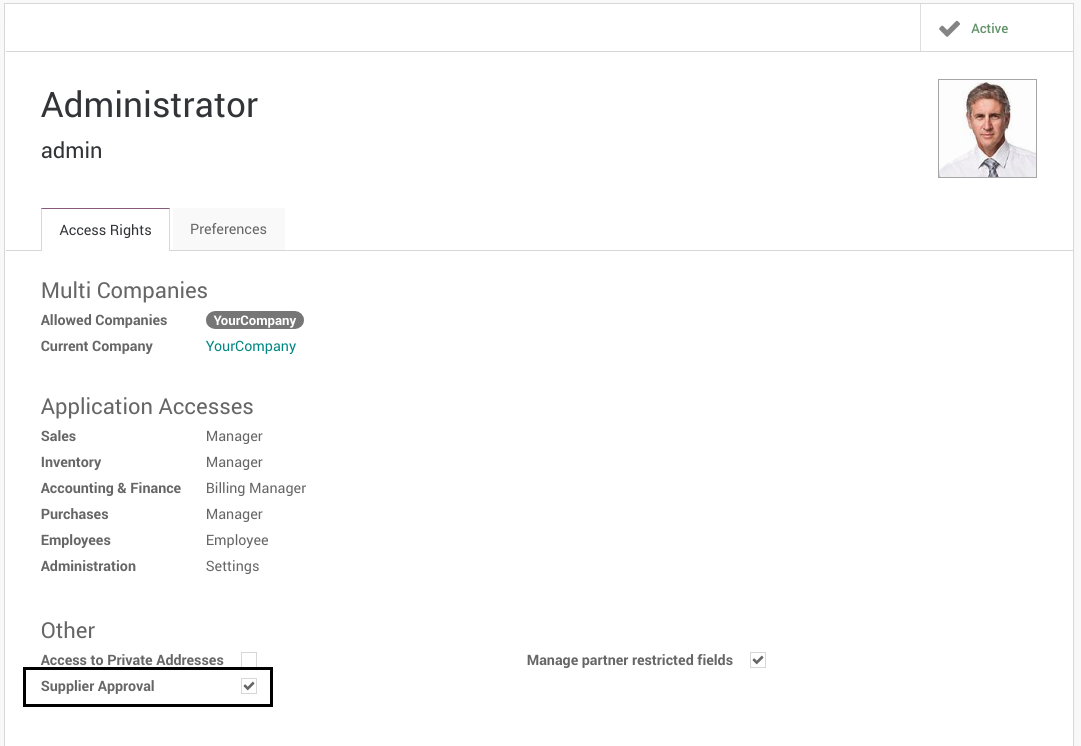 Active
Administrator
admin
Access Rights Preferences
Multi Companies
Allowed Companies YourCompany
Current Company YourCompany
Application Accesses
Sales Manager
Inventory Manager
Accounting & Finance Billing Manager
Purchases Manager
Employees Employee
Administration Settings
Other
Access to Private Addresses Manage partner restricted fields
Supplier Approval